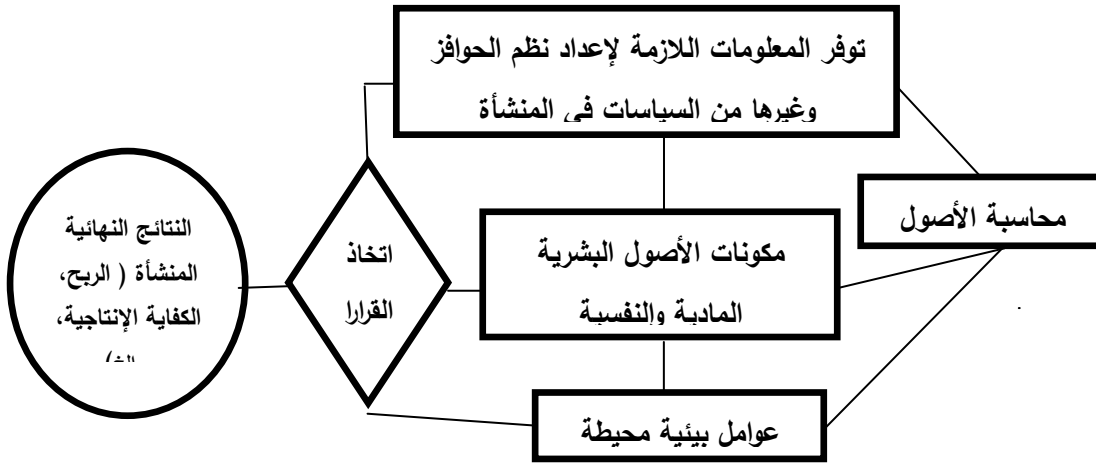 توفر المعلومات اللازمة لإعداد نظم الحوافز
وغيرها من السياسات في المنشأة
محاسبة الأصول
مكونات الأصول البشرية
المادية والنفسية
عوامل بيئية محيطة
اتخاذ
القرارا
النتائج النهائية
المنشأة ( الربح،
الكفاية الإنتاجية،